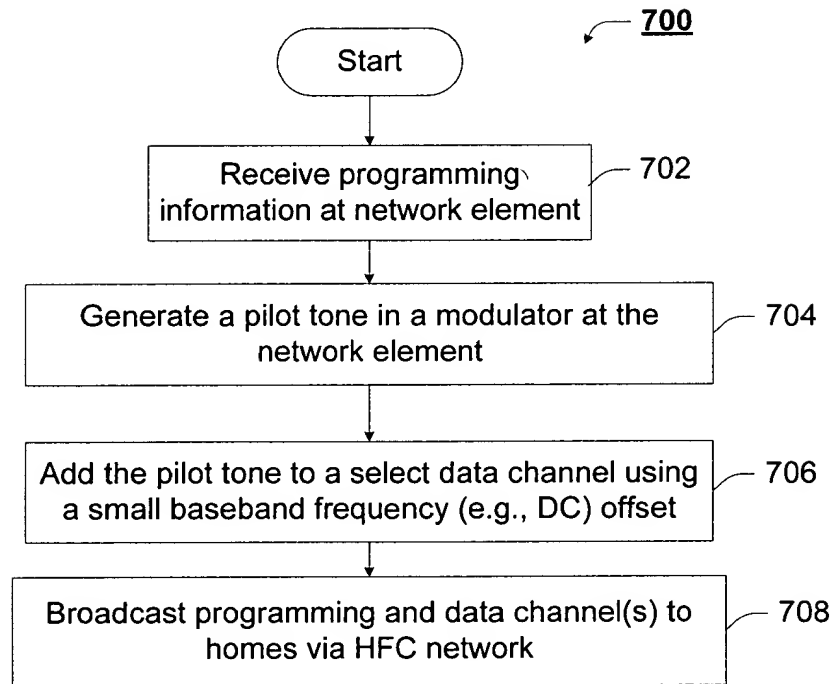 700
Start
Receive programming
information at network element
702
Generate a pilot tone in a modulator at the
network element
704
Add the pilot tone to a select data channel using
a small baseband frequency (e.g., DC) offset
706
Broadcast programming and data channel(s) to
homes via HFC network
708